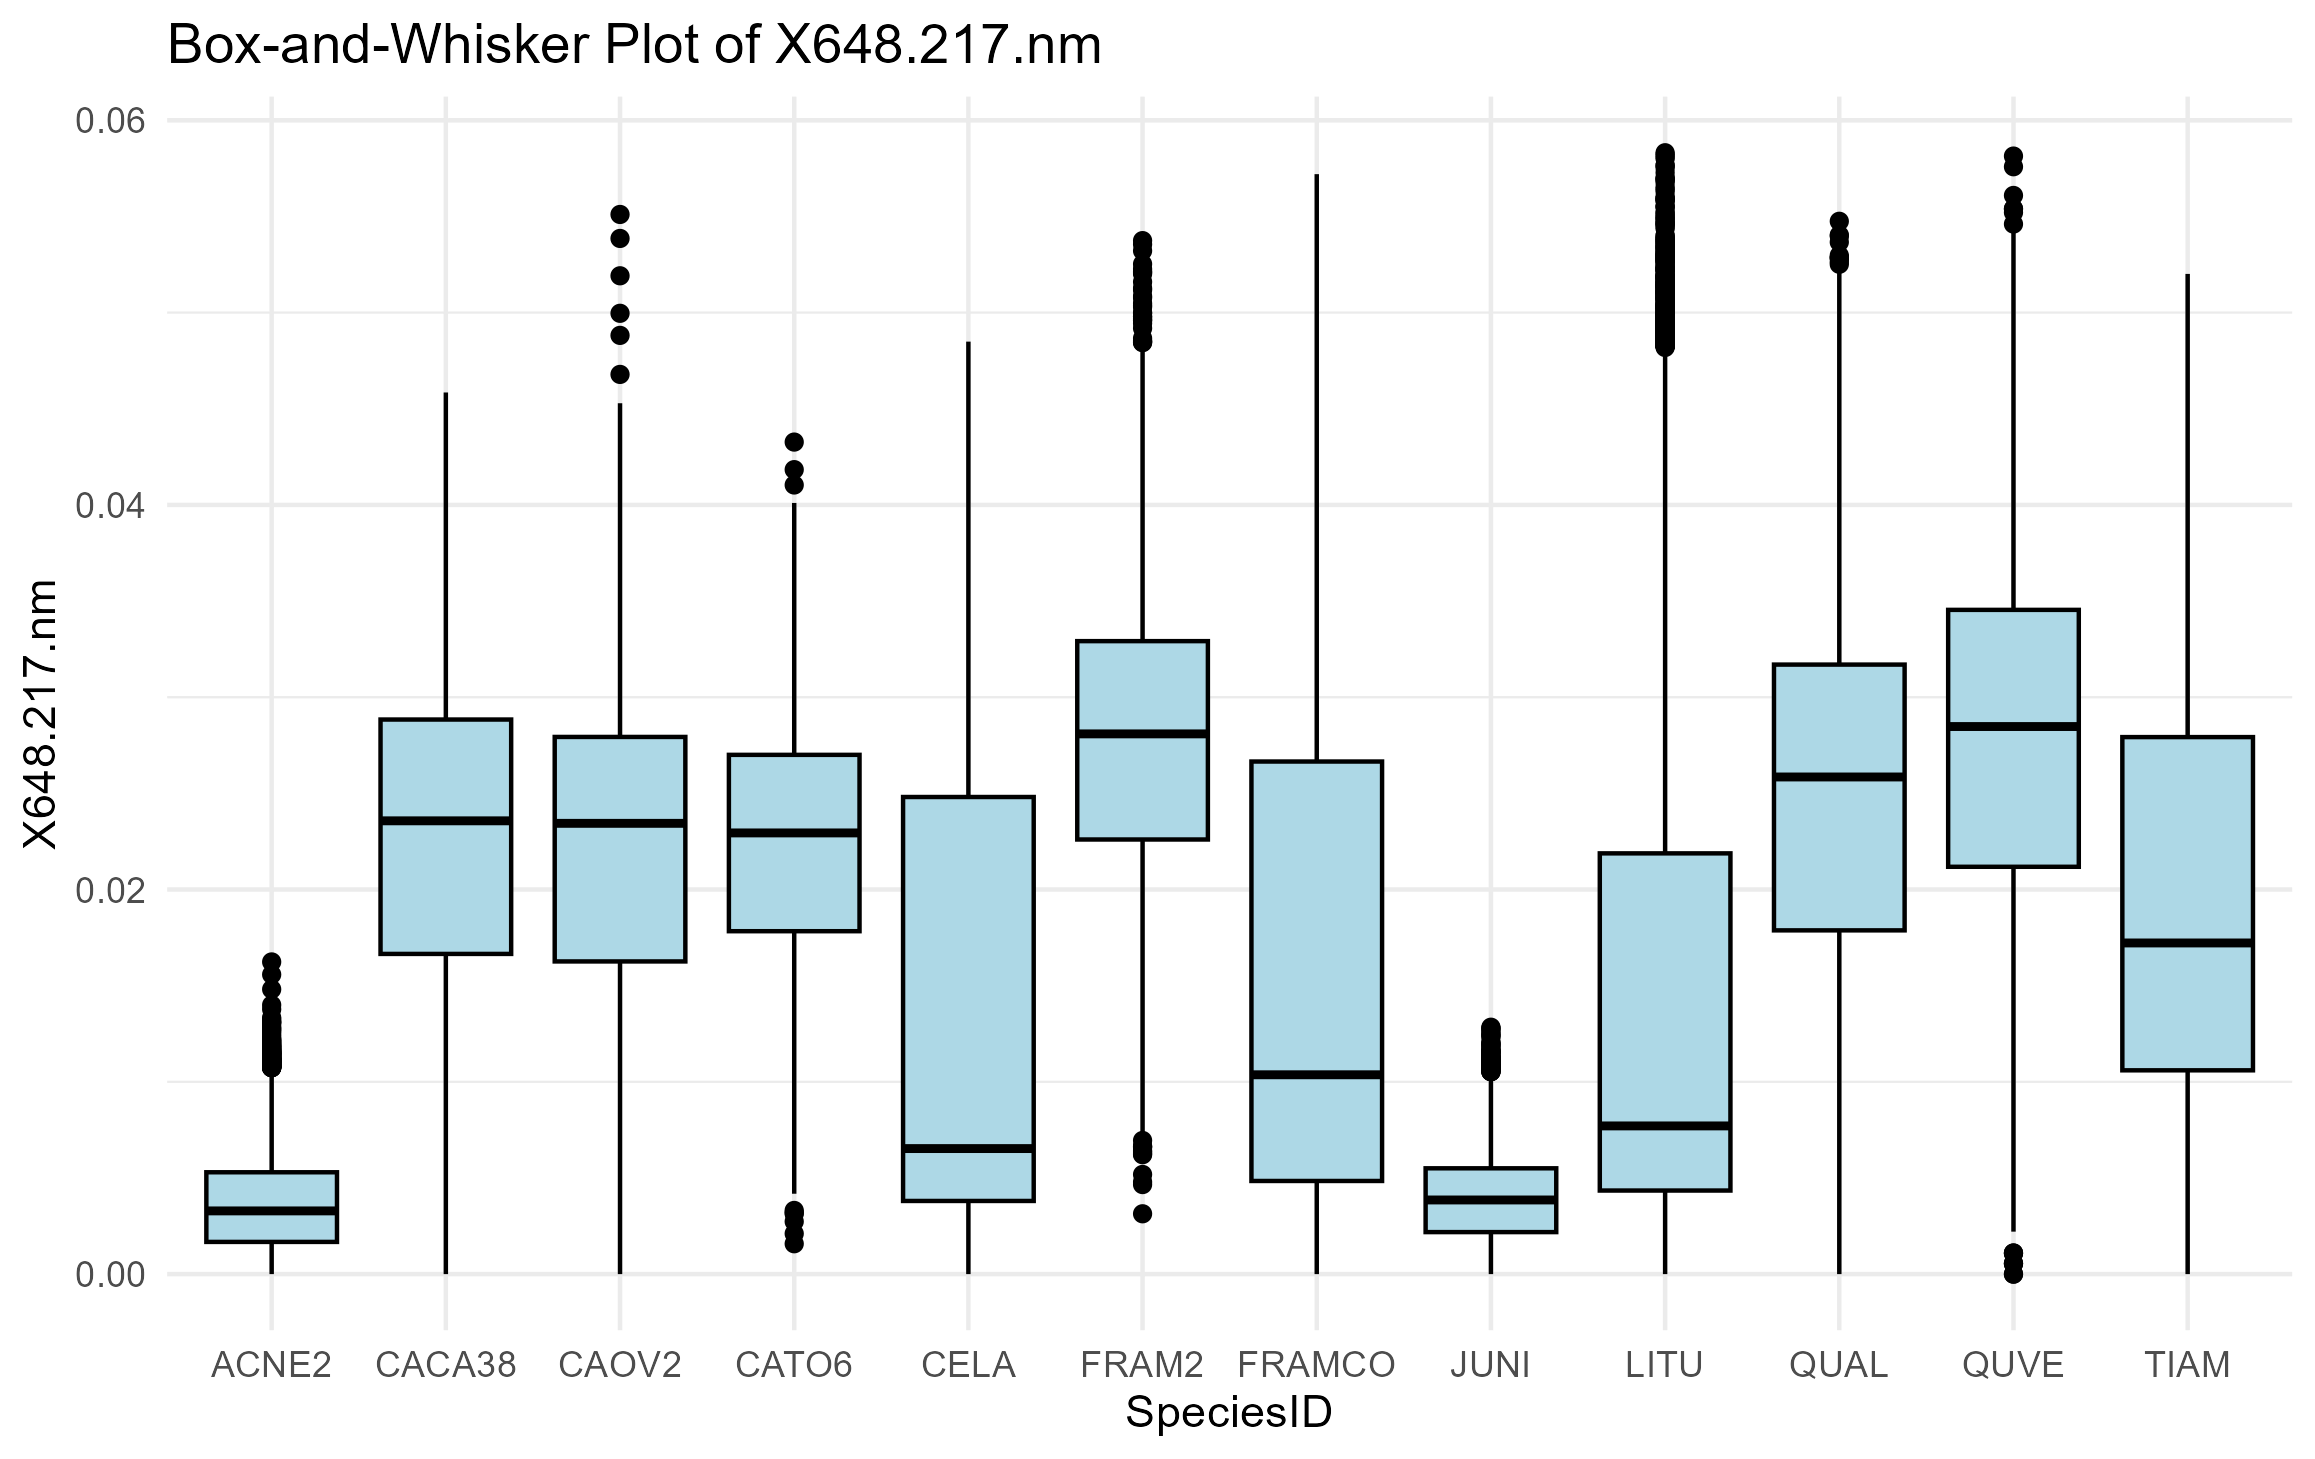 Box-and-Whisker Plot of X648.217.nm
X648.217.nm
0.06
0.04
0.02
0.00
ACNE2 CACA38 CAOV2 CATO6 CELA FRAM2 FRAMCO JUNI LITU QUAL QUVE TIAM
SpeciesID